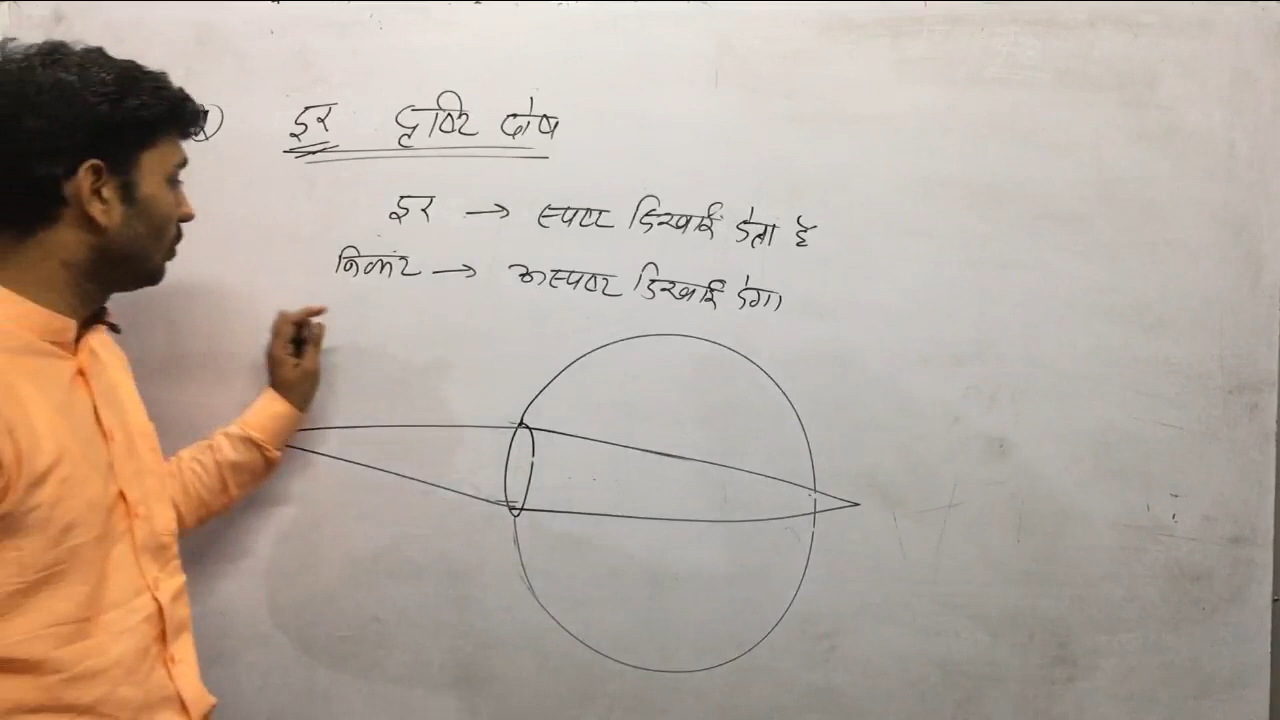 दूर दृष्टि दोष
दूर → स्पष्ट दिखाई देता है
निकट → अस्पष्ट दिखाई देगा